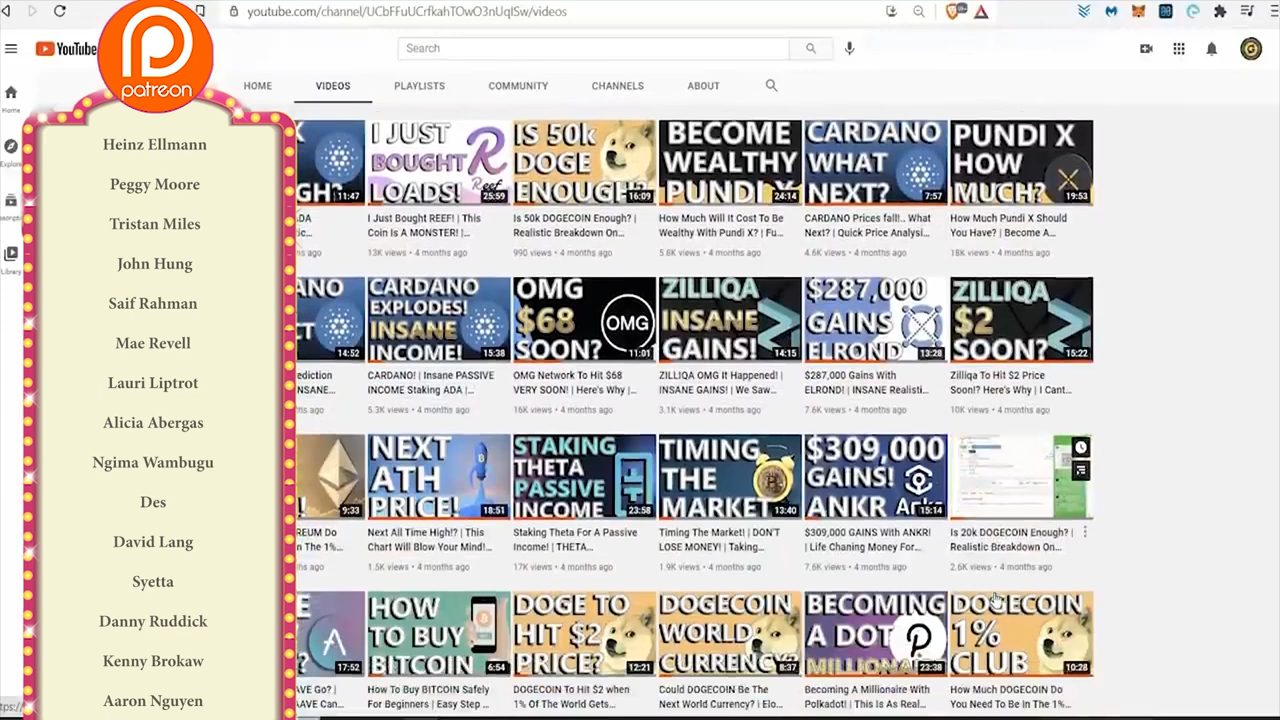 youtube.com/channel/UCbFFuUCrfkahTOwO3nUqISw/videos
YouTube
Search
patreon
HOME
VIDEOS
PLAYLISTS
COMMUNITY
CHANNELS
ABOUT
Home
Library
Heinz Ellmann
Peggy Moore
Tristan Miles
John Hung
Saif Rahman
Mae Revell
Lauri Liptrot
Alicia Abergas
Ngima Wambugu
Des
David Lang
Syetta
Danny Ruddick
Kenny Brokaw
Aaron Nguyen
11:47
I JUST
BOUGHT
LOADS!
Reef
25:59
IS 50k
DOGE
ENOUGH?
16:09
BECOME
WEALTHY
PUNDI X?
24:14
CARDANO
WHAT
NEXT?
7:57
PUNDI X
HOW
MUCH?
19:53
I Just Bought REEF! | This
Coin Is A MONSTER! |...
13K views • 4 months ago
Is 50k DOGECOIN Enough? |
Realistic Breakdown On...
990 views • 4 months ago
How Much Will It Cost To Be
Wealthy With Pundi X? | Fu...
5.8K views • 4 months ago
CARDANO Prices fall!.. What
Next? | Quick Price Analysi...
4.6K views • 4 months ago
How Much Pundi X Should
You Have? | Become A...
18K views • 4 months ago
14:52
CARDANO
EXPLODES!
INSANE
INCOME!
15:38
OMG
$68
SOON?
OMG
11:01
ZILLIQA
INSANE
GAINS!
14:15
$287,000
GAINS
ELROND!
13:28
ZILLIQA
$2
SOON?
15:22
CARDANO! | Insane PASSIVE
INCOME Staking ADA |...
5.3K views • 4 months ago
OMG Network To Hit $68
VERY SOON! | Here's Why |...
16K views • 4 months ago
ZILLIQA OMG It Happened! |
INSANE GAINS! | We Saw...
3.1K views • 4 months ago
$287,000 Gains With
ELROND! | INSANE Realisti...
7.6K views • 4 months ago
Zilliqa To Hit $2 Price
Soon!? Here's Why | I Cant...
10K views • 4 months ago
9:33
NEXT
ATH
PRICE!
18:51
STAKING
THETA
PASSIVE
INCOME
23:58
TIMING
THE
MARKET
13:40
$309,000
GAINS!
ANKR
15:14
Next All Time High!? | This
Chart Will Blow Your Mind!...
1.5K views • 4 months ago
Staking Theta For A Passive
Income! | THETA...
17K views • 4 months ago
Timing The Market! | DON'T
LOSE MONEY! | Taking...
1.9K views • 4 months ago
$309,000 GAINS With ANKR!
| Life Chaning Money For...
7.6K views • 4 months ago
Is 20k DOGECOIN Enough? |
Realistic Breakdown On...
2.6K views • 4 months ago
17:52
HOW
TO BUY
BITCOIN
6:54
DOGE TO
HIT $2
PRICE?
12:21
DOGECOIN
WORLD
CURRENCY?
8:37
BECOMING
A DOT
MILLIONAIRE
23:38
DOGECOIN
1%
CLUB
10:28
How To Buy BITCOIN Safely
For Beginners | Easy Step ...
DOGECOIN To Hit $2 when
1% Of The World Gets...
Could DOGECOIN Be The
Next World Currency? | Elo...
Becoming A Millionaire With
Polkadot! | This Is As Real...
How Much DOGECOIN Do
You Need To Be In The 1%...